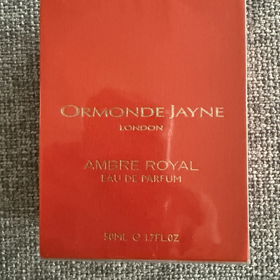 ORMONDE JAYNE
LONDON
AMBRE ROYAL
EAU DE PARFUM
50ML ℮ 1.7FL.OZ